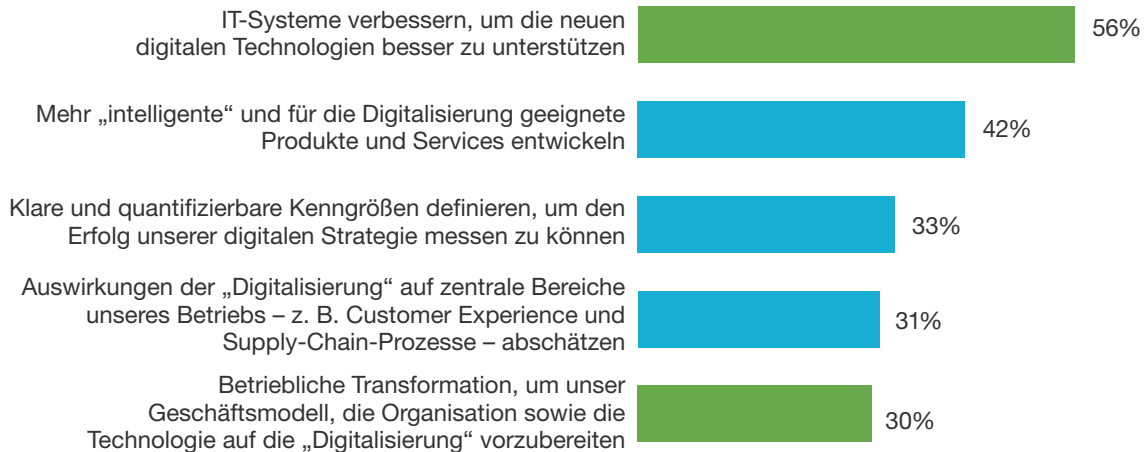 IT-Systeme verbessern, um die neuen
digitalen Technologien besser zu unterstützen
56%
Mehr „intelligente“ und für die Digitalisierung geeignete
Produkte und Services entwickeln
42%
Klare und quantifizierbare Kenngrößen definieren, um den
Erfolg unserer digitalen Strategie messen zu können
33%
Auswirkungen der „Digitalisierung“ auf zentrale Bereiche
unseres Betriebs – z. B. Customer Experience und
Supply-Chain-Prozesse – abschätzen
31%
Betriebliche Transformation, um unser
Geschäftsmodell, die Organisation sowie die
Technologie auf die „Digitalisierung“ vorzubereiten
30%